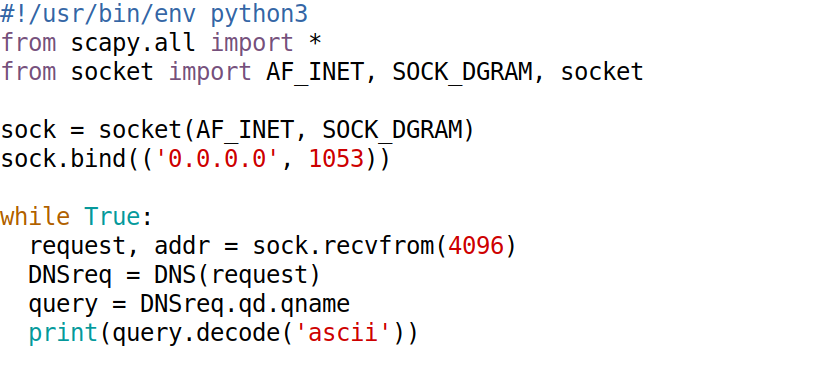 #!/usr/bin/env python3
from scapy.all import *
from socket import AF_INET, SOCK_DGRAM, socket

sock = socket(AF_INET, SOCK_DGRAM)
sock.bind(('0.0.0.0', 1053))

while True:
  request, addr = sock.recvfrom(4096)
  DNSreq = DNS(request)
  query = DNSreq.qd.qname
  print(query.decode('ascii'))